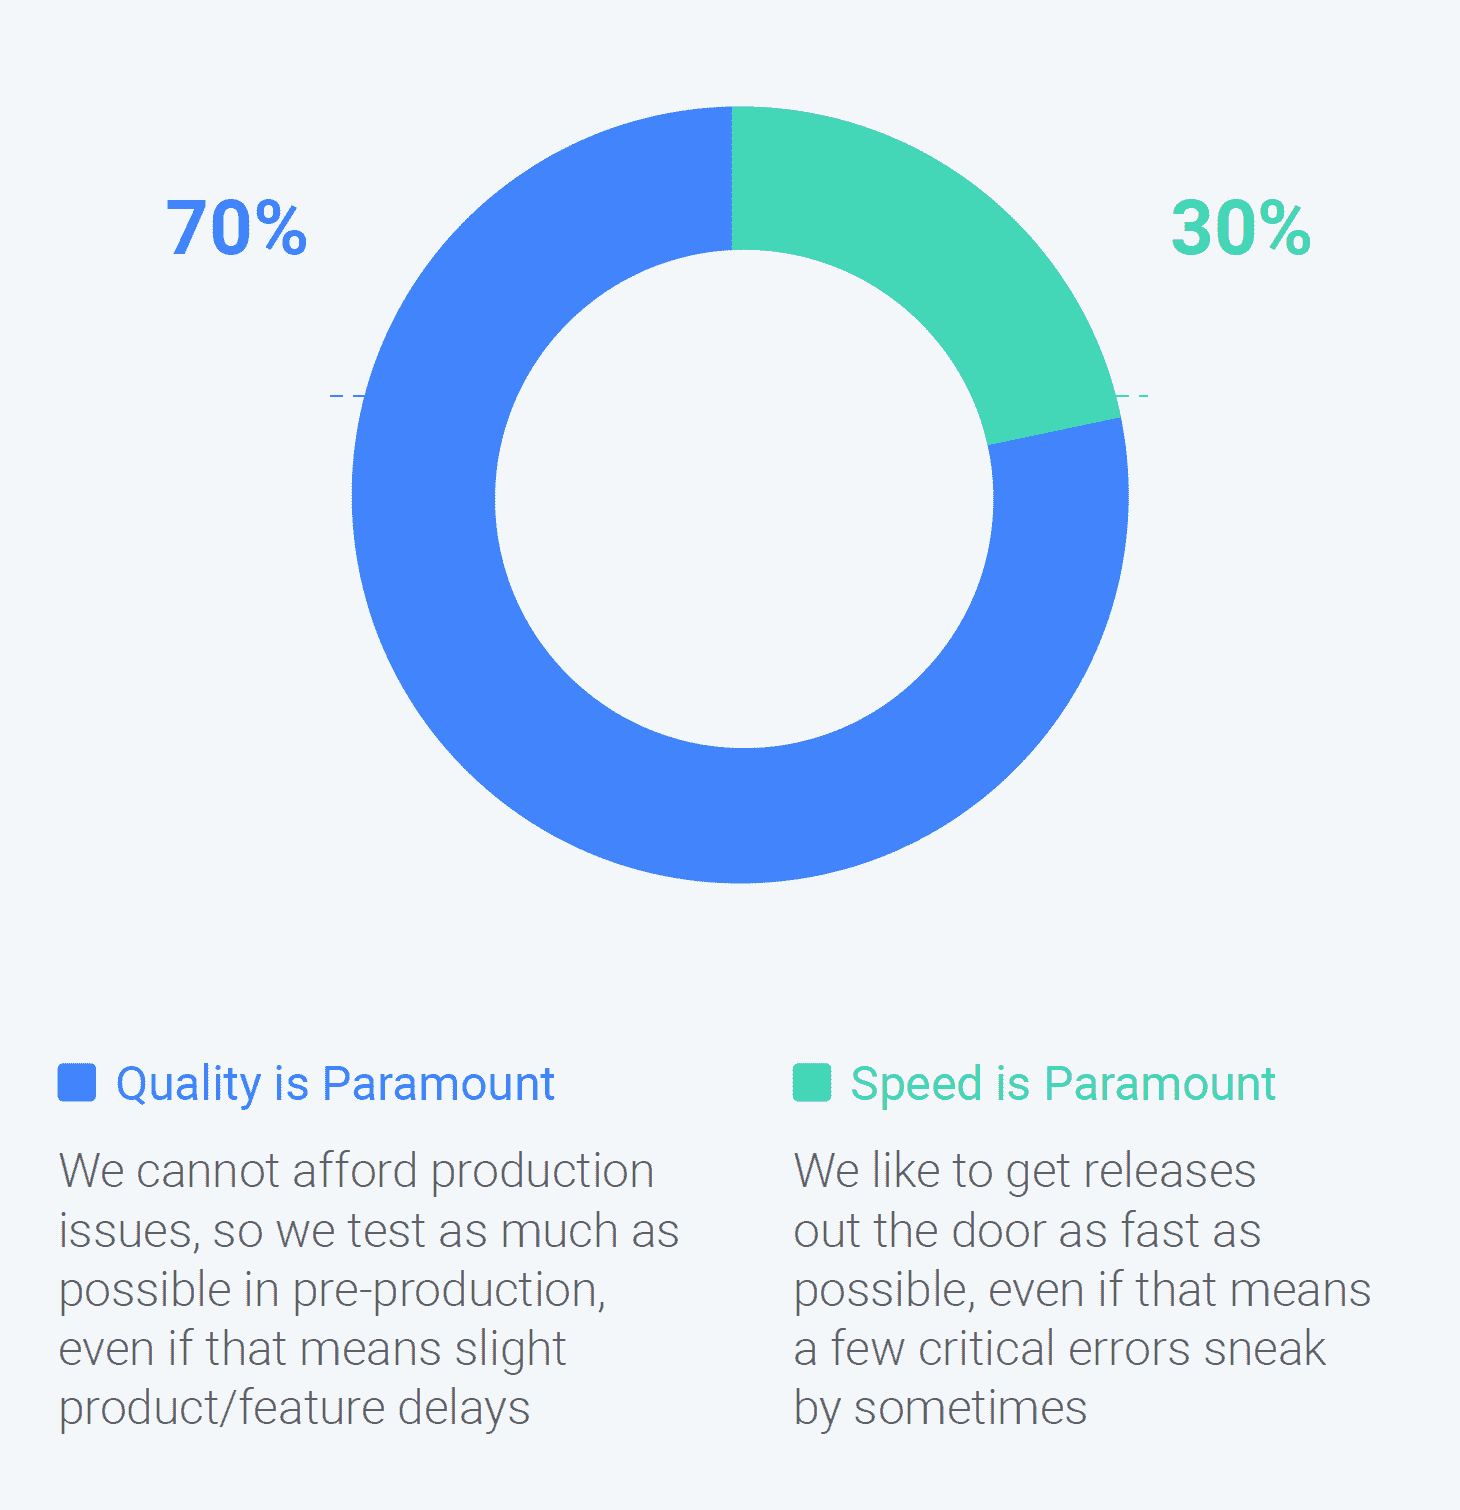 70%
30%
Quality is Paramount
We cannot afford production
issues, so we test as much as
possible in pre-production,
even if that means slight
product/feature delays
Speed is Paramount
We like to get releases
out the door as fast as
possible, even if that means
a few critical errors sneak
by sometimes